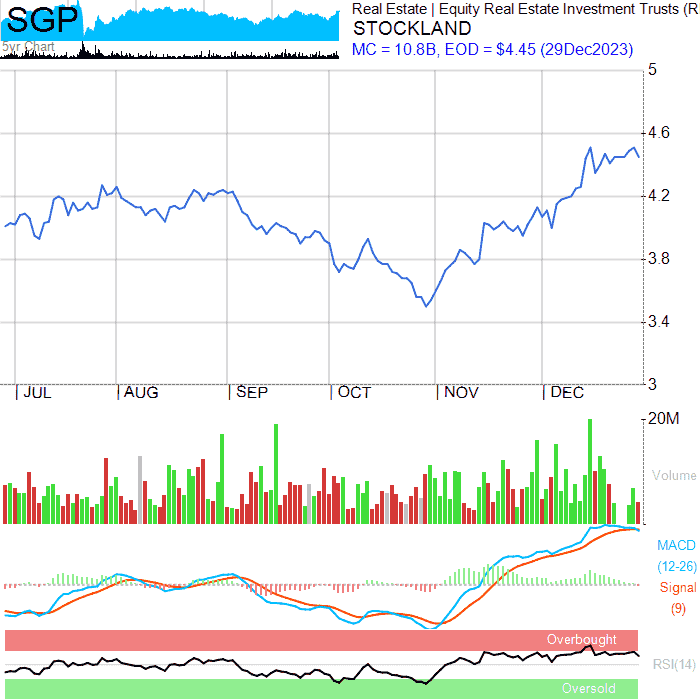 SGP
5yr Chart
Real Estate | Equity Real Estate Investment Trusts (R
STOCKLAND
MC = 10.8B, EOD = $4.45 (29Dec2023)
5
4.6
4.2
3.8
3.4
3
JUL AUG SEP OCT NOV DEC
20M
Volume
MACD
(12-26)
Signal
(9)
Overbought
RSI(14)
Oversold